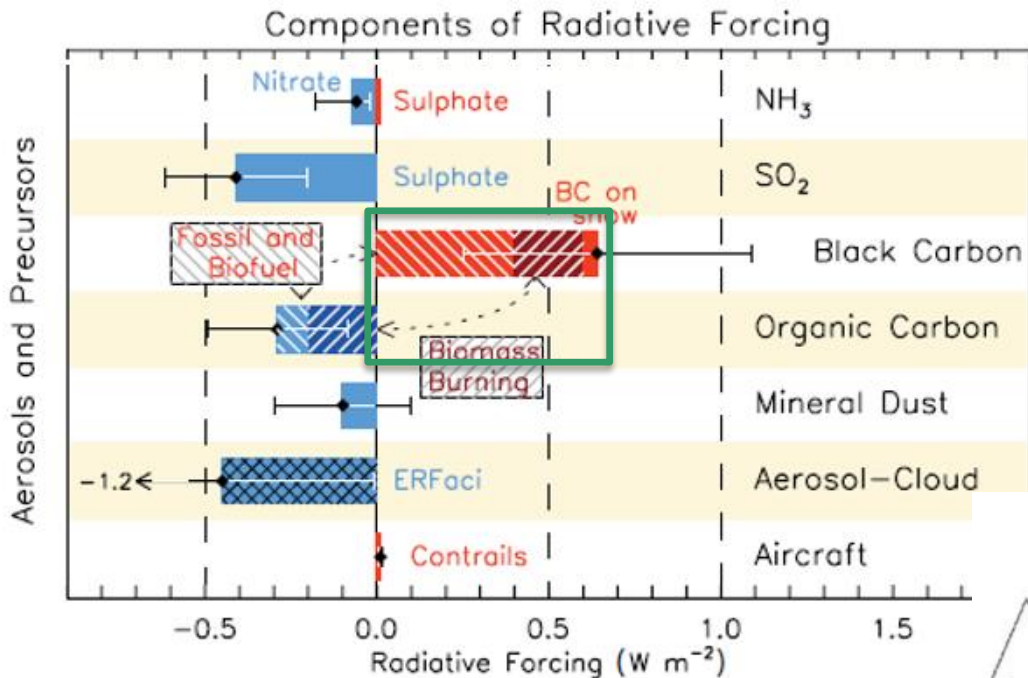 Components of Radiative Forcing
Aerosols and Precursors
Nitrate
Sulphate
NH₃
Sulphate
SO₂
BC on
snow
Fossil and
Biofuel
Black Carbon
Organic Carbon
Biomass
Burning
Mineral Dust
-1.2
ERFaci
Aerosol-Cloud
Contrails
Aircraft
-0.5 0.0 0.5 1.0 1.5
Radiative Forcing (W m⁻²)